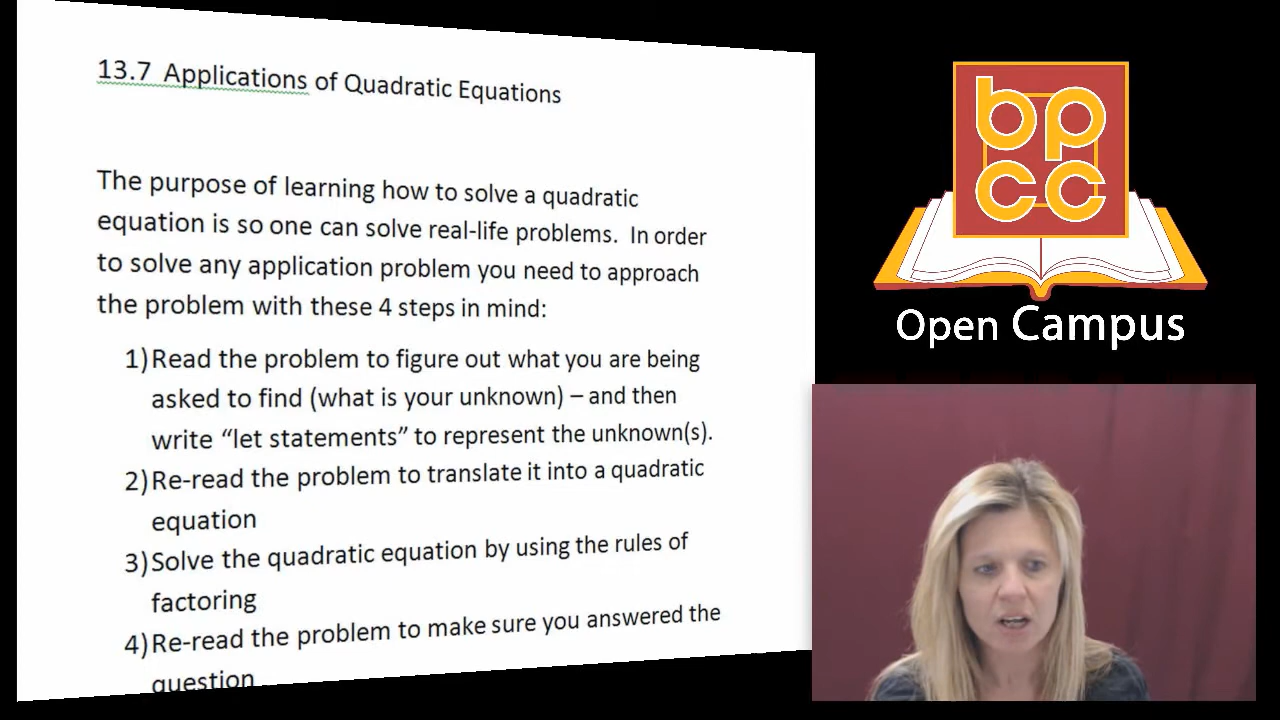 13.7 Applications of Quadratic Equations
The purpose of learning how to solve a quadratic
equation is so one can solve real-life problems. In order
to solve any application problem you need to approach
the problem with these 4 steps in mind:
1)Read the problem to figure out what you are being
asked to find (what is your unknown) – and then
write “let statements” to represent the unknown(s).
2)Re-read the problem to translate it into a quadratic
equation
3)Solve the quadratic equation by using the rules of
factoring
4)Re-read the problem to make sure you answered the
question
bp
cc
Open Campus